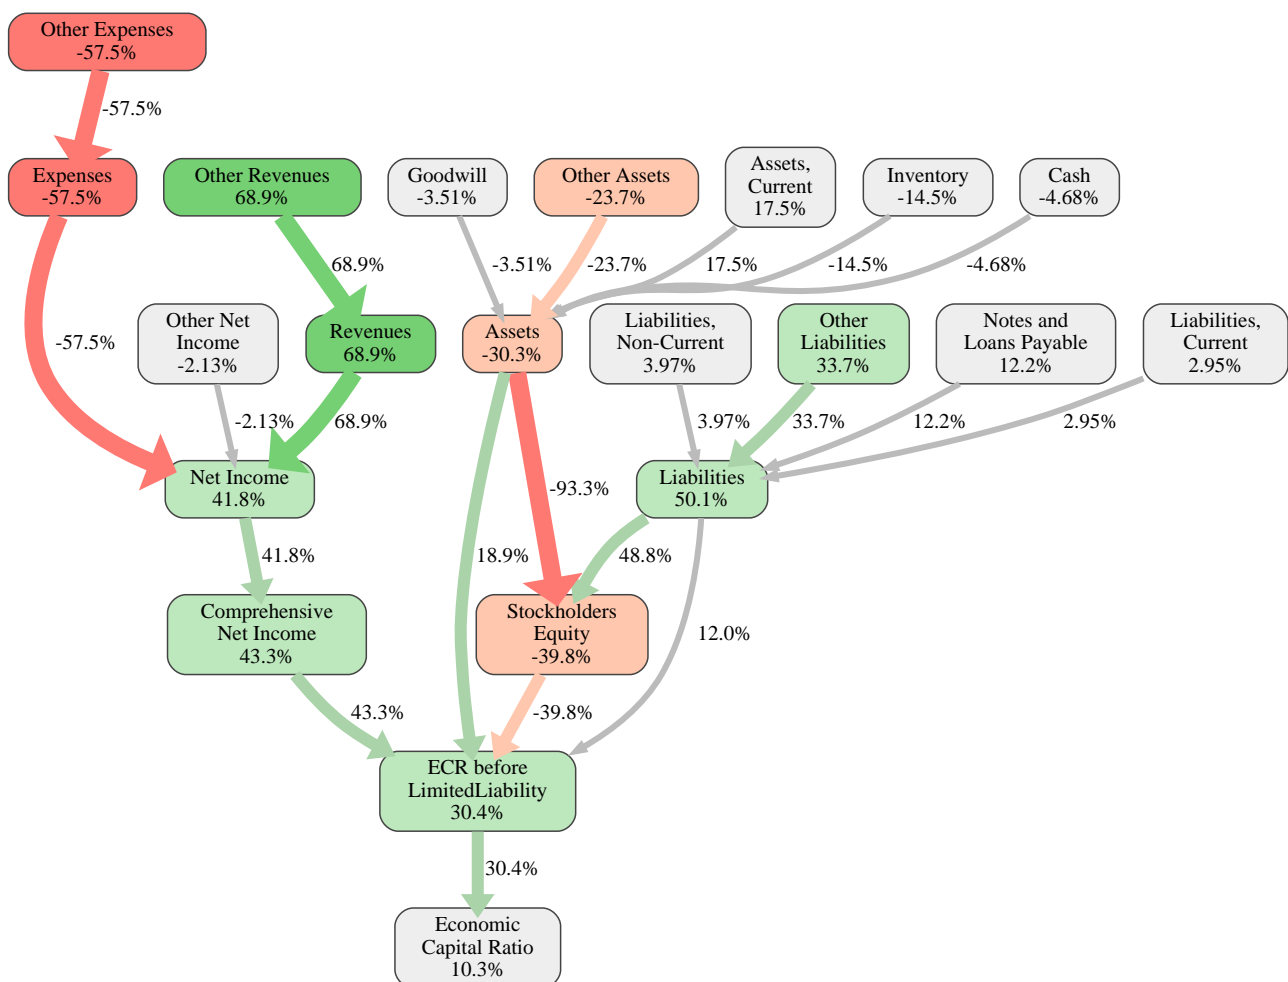 Other Expenses
-57.5%
-57.5%
Expenses
-57.5%
Other Revenues
68.9%
Goodwill
-3.51%
Other Assets
-23.7%
Assets,
Current
17.5%
Inventory
-14.5%
Cash
-4.68%
68.9%
-3.51%
-23.7%
17.5%
-14.5%
-4.68%
-57.5%
Other Net
Income
-2.13%
Revenues
68.9%
Assets
-30.3%
Liabilities,
Non-Current
3.97%
Other
Liabilities
33.7%
Notes and
Loans Payable
12.2%
Liabilities,
Current
2.95%
-2.13%
68.9%
3.97%
33.7%
12.2%
2.95%
Net Income
41.8%
-93.3%
Liabilities
50.1%
41.8%
18.9%
48.8%
Comprehensive
Net Income
43.3%
Stockholders
Equity
-39.8%
12.0%
43.3%
-39.8%
ECR before
LimitedLiability
30.4%
30.4%
Economic
Capital Ratio
10.3%